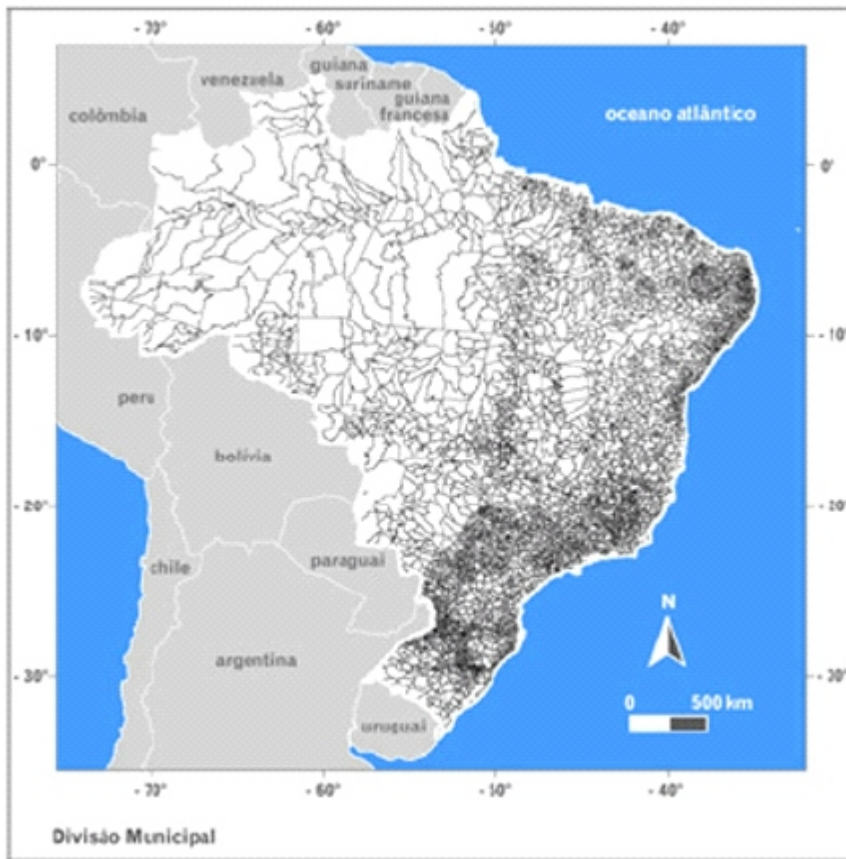 - 70° - 60° - 50° - 40°
guiana
venezuela suriname
guiana
francesa
colômbia
oceano atlântico
0° 0°
- 10° - 10°
peru
bolívia
- 20° - 20°
paraguai
chile
N
argentina
- 30° - 30°
0 500 km
uruguai
- 70° - 60° - 50° - 40°
Divisão Municipal